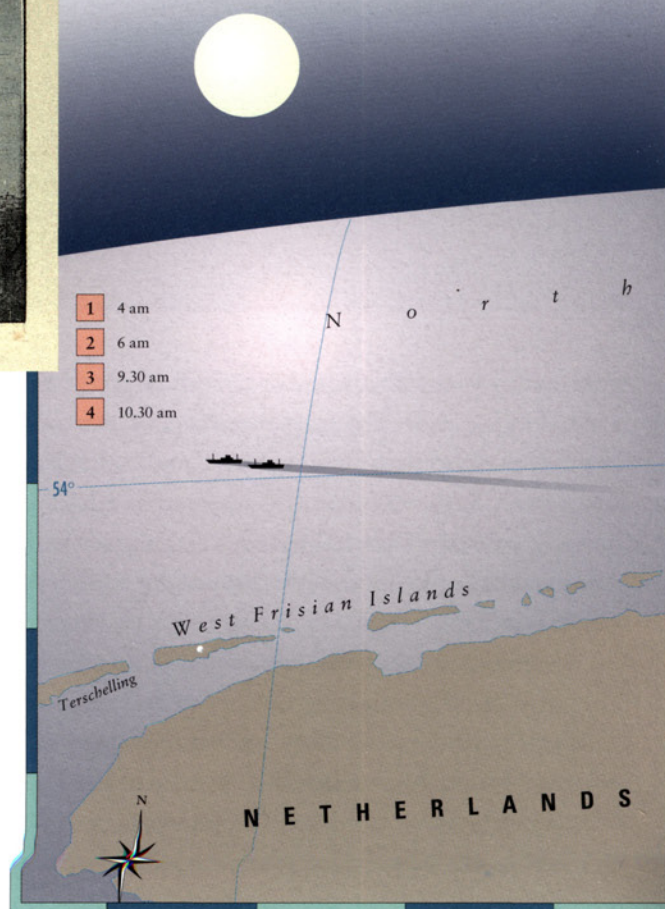 1 4 am
2 6 am
3 9.30 am
4 10.30 am
North
54°
West Frisian Islands
Terschelling
N
NETHERLANDS